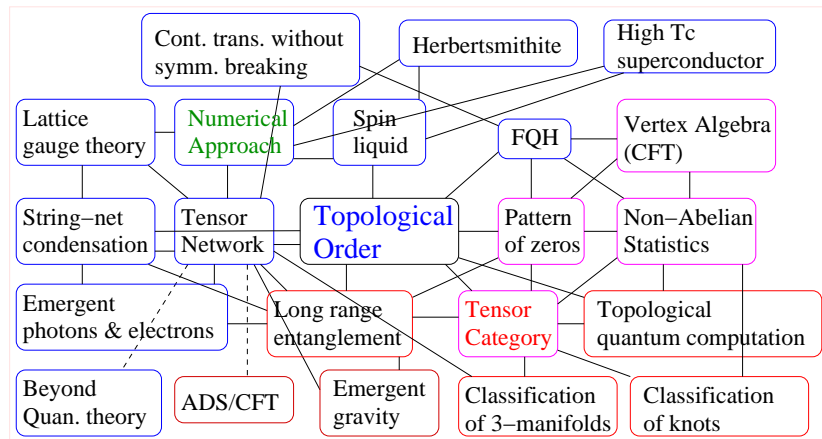 Cont. trans. without
symm. breaking
Herbertsmithite
High Tc
superconductor
Lattice
gauge theory
Numerical
Approach
Spin
liquid
FQH
Vertex Algebra
(CFT)
String−net
condensation
Tensor
Network
Topological
Order
Pattern
of zeros
Non−Abelian
Statistics
Emergent
photons & electrons
Long range
entanglement
Tensor
Category
Topological
quantum computation
Beyond
Quan. theory
ADS/CFT
Emergent
gravity
Classification
of 3−manifolds
Classification
of knots